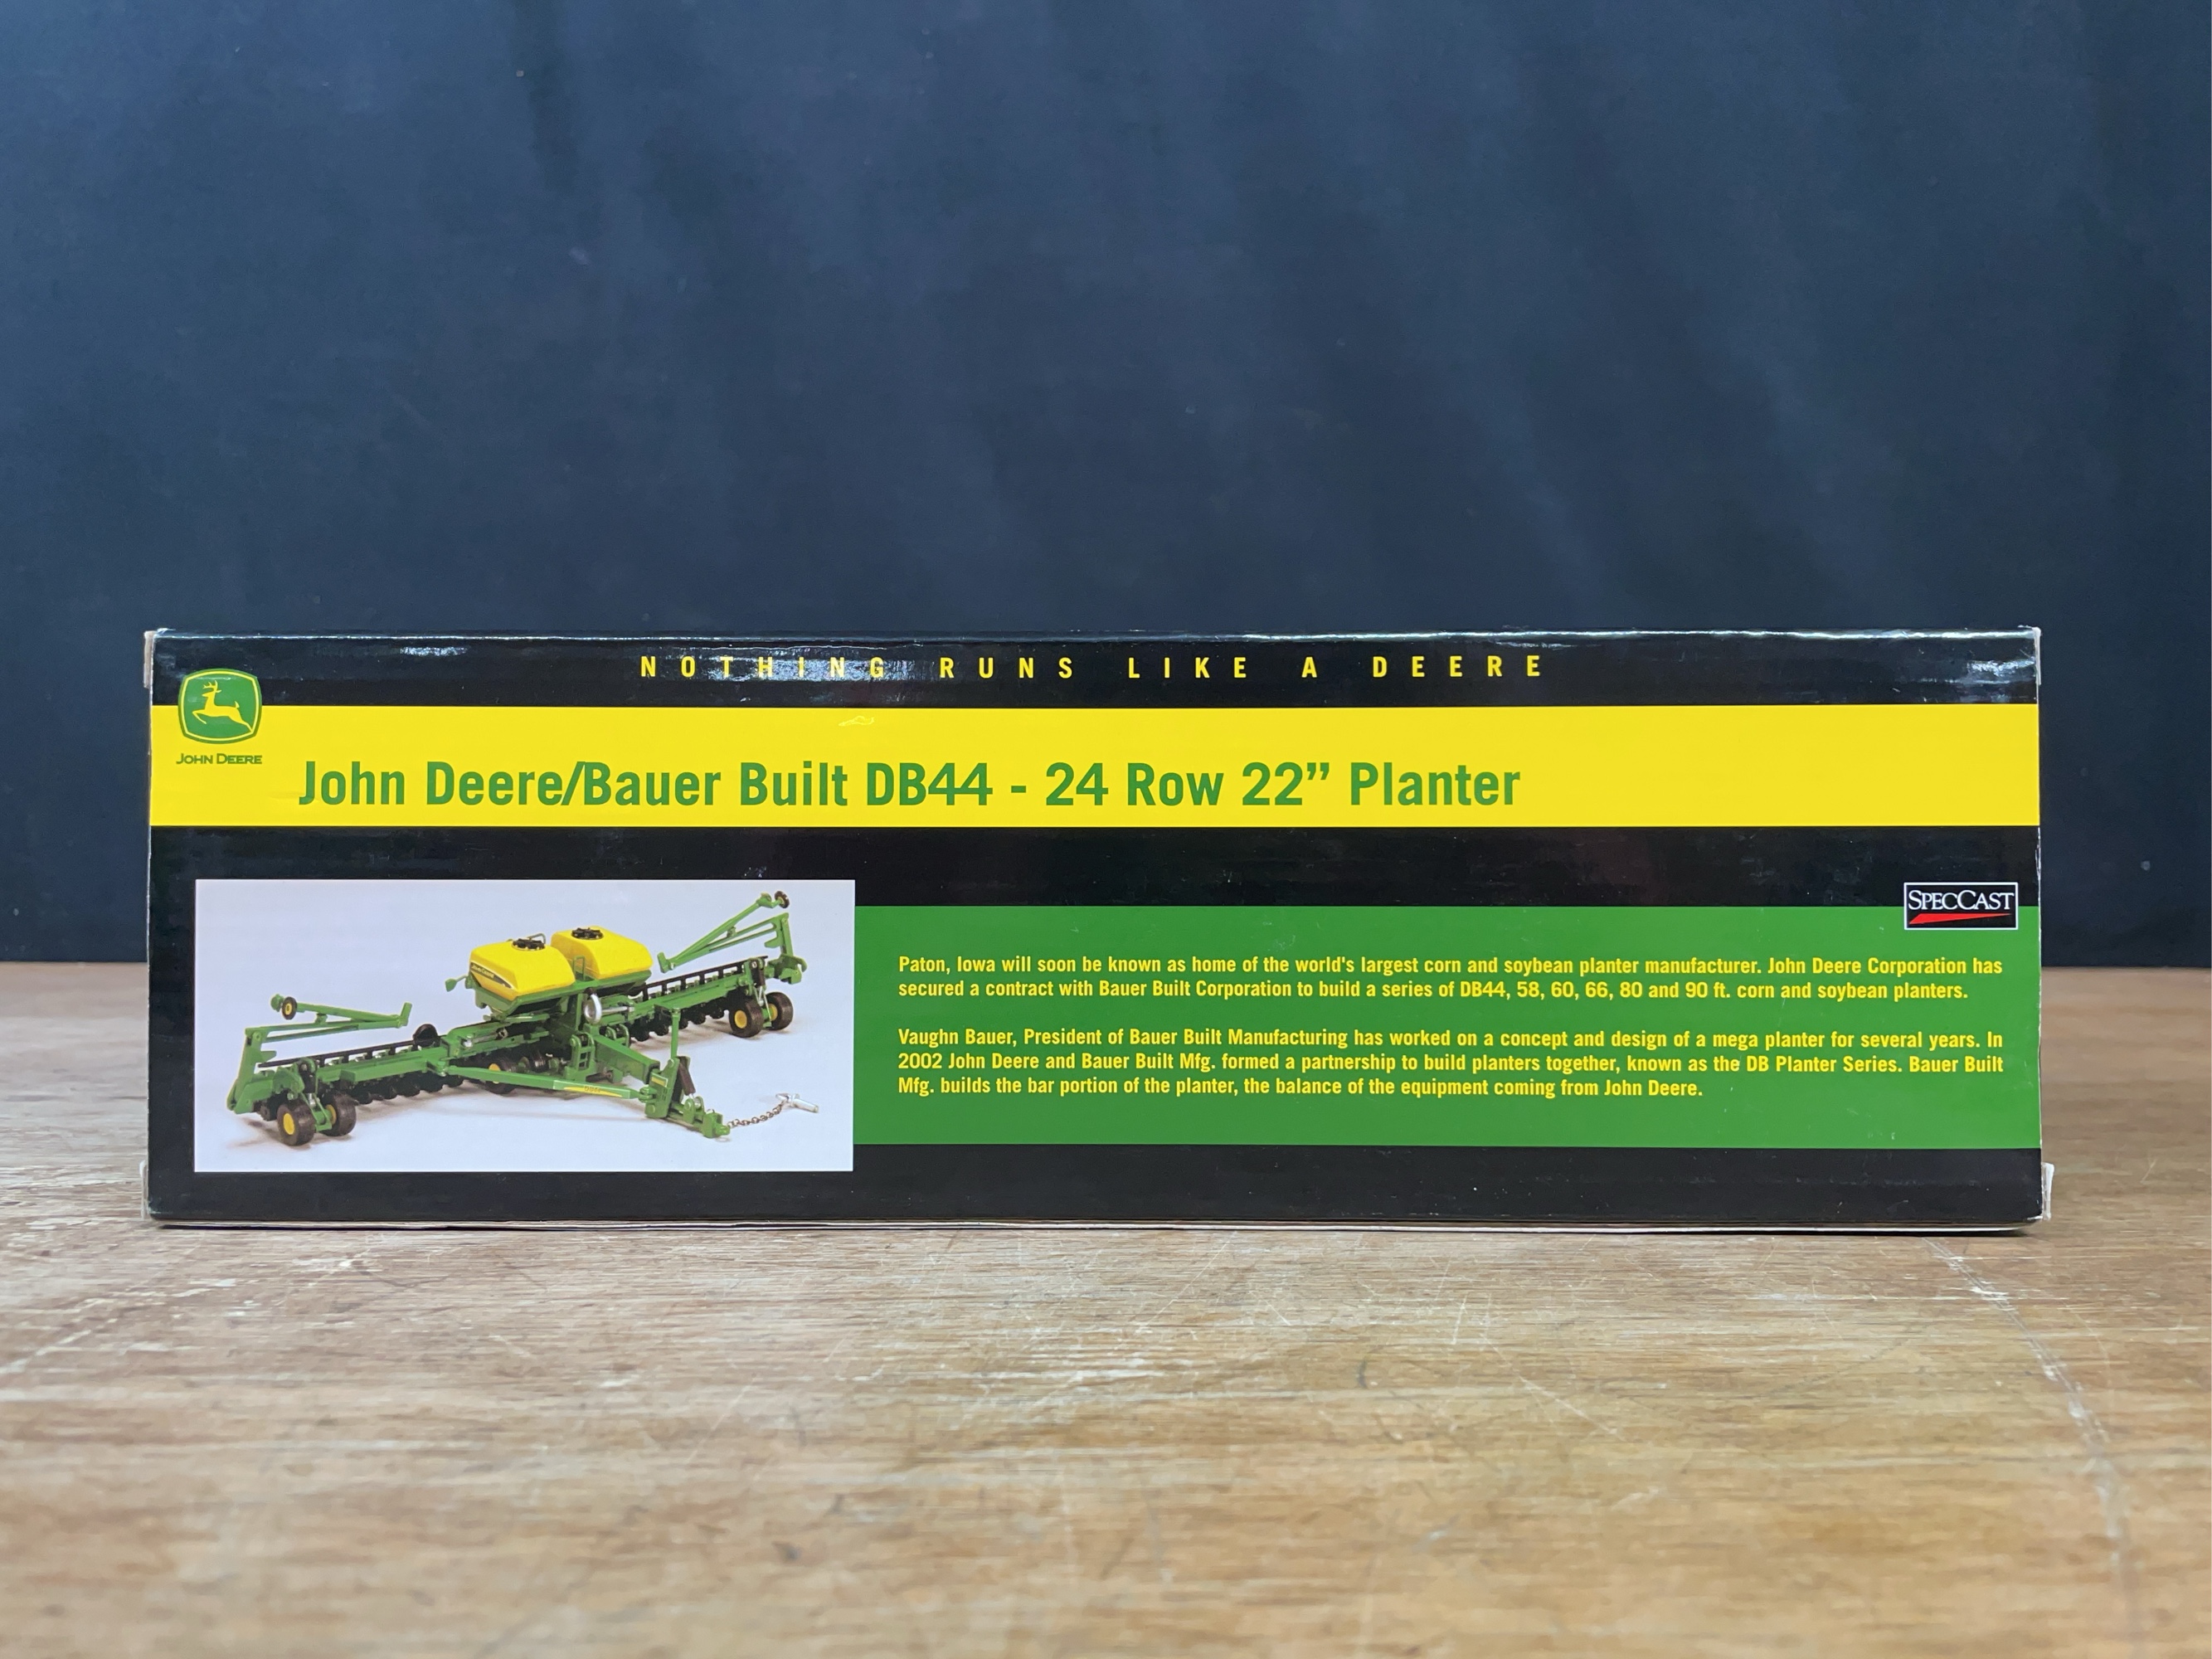 NOTHING RUNS LIKE A DEERE
JOHN DEERE
John Deere/Bauer Built DB44 - 24 Row 22” Planter
SPECCAST
Paton, Iowa will soon be known as home of the world's largest corn and soybean planter manufacturer. John Deere Corporation has
secured a contract with Bauer Built Corporation to build a series of DB44, 58, 60, 66, 80 and 90 ft. corn and soybean planters.
Vaughn Bauer, President of Bauer Built Manufacturing has worked on a concept and design of a mega planter for several years. In
2002 John Deere and Bauer Built Mfg. formed a partnership to build planters together, known as the DB Planter Series. Bauer Built
Mfg. builds the bar portion of the planter, the balance of the equipment coming from John Deere.